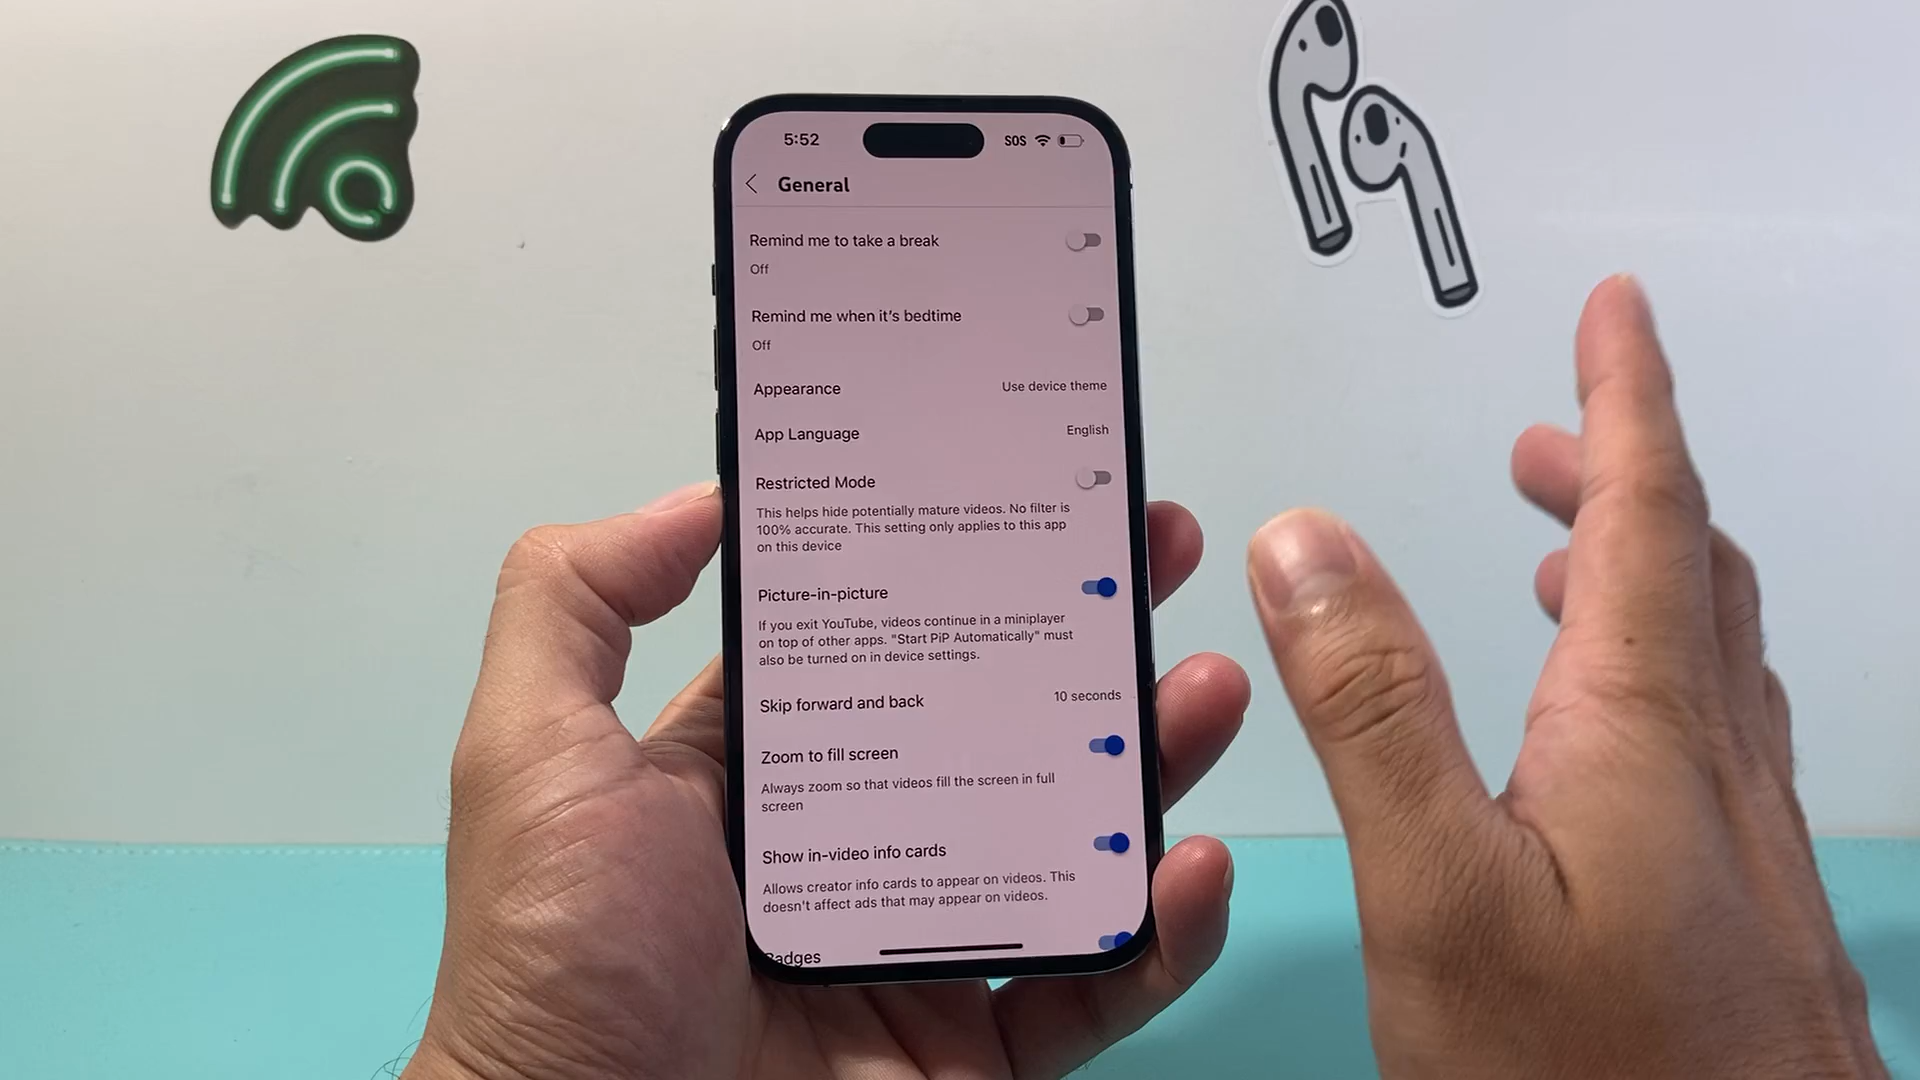 5:52
SOS
General
Remind me to take a break
Off
Remind me when it's bedtime
Off
Appearance
Use device theme
App Language
English
Restricted Mode
This helps hide potentially mature videos. No filter is
100% accurate. This setting only applies to this app
on this device
Picture-in-picture
If you exit YouTube, videos continue in a miniplayer
on top of other apps. "Start PiP Automatically" must
also be turned on in device settings.
Skip forward and back
10 seconds
Zoom to fill screen
Always zoom so that videos fill the screen in full
screen
Show in-video info cards
Allows creator info cards to appear on videos. This
doesn't affect ads that may appear on videos.
Badges